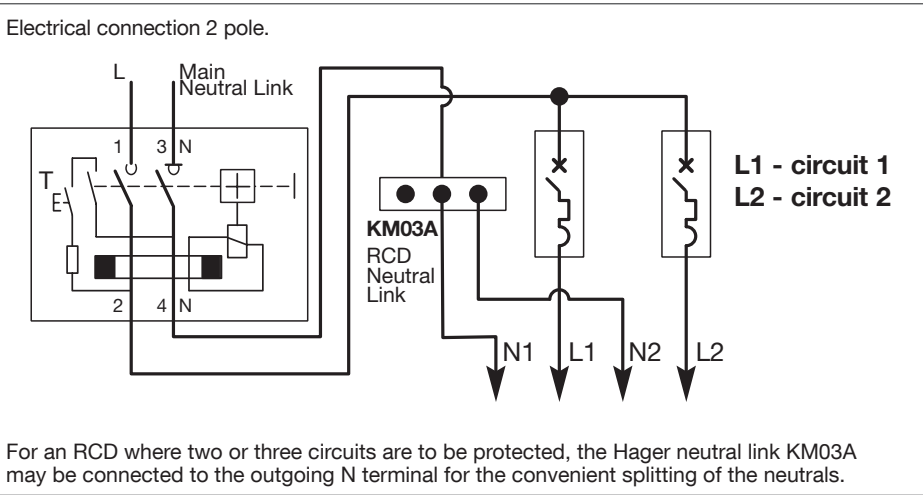 Electrical connection 2 pole.
L
Main
Neutral Link
1
3 N
T
E
KM03A
RCD
Neutral
Link
L1 - circuit 1
L2 - circuit 2
2
4 N
N1
L1
N2
L2
For an RCD where two or three circuits are to be protected, the Hager neutral link KM03A
may be connected to the outgoing N terminal for the convenient splitting of the neutrals.